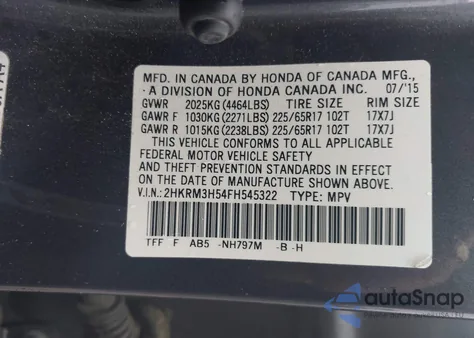 MFD. IN CANADA BY HONDA OF CANADA MFG.,
- A DIVISION OF HONDA CANADA INC. 07/'15
GVWR 2025KG (4464LBS) TIRE SIZE RIM SIZE
GAWR F 1030KG (2271LBS) 225/65R17 102T 17X7J
GAWR R 1015KG (2238LBS) 225/65R17 102T 17X7J
THIS VEHICLE CONFORMS TO ALL APPLICABLE
FEDERAL MOTOR VEHICLE SAFETY
AND THEFT PREVENTION STANDARDS IN EFFECT
ON THE DATE OF MANUFACTURE SHOWN ABOVE.
V.I.N.: 2HKRM3H54FH545322 TYPE: MPV
TFF F AB5 -NH797M -B -H
autoSnap